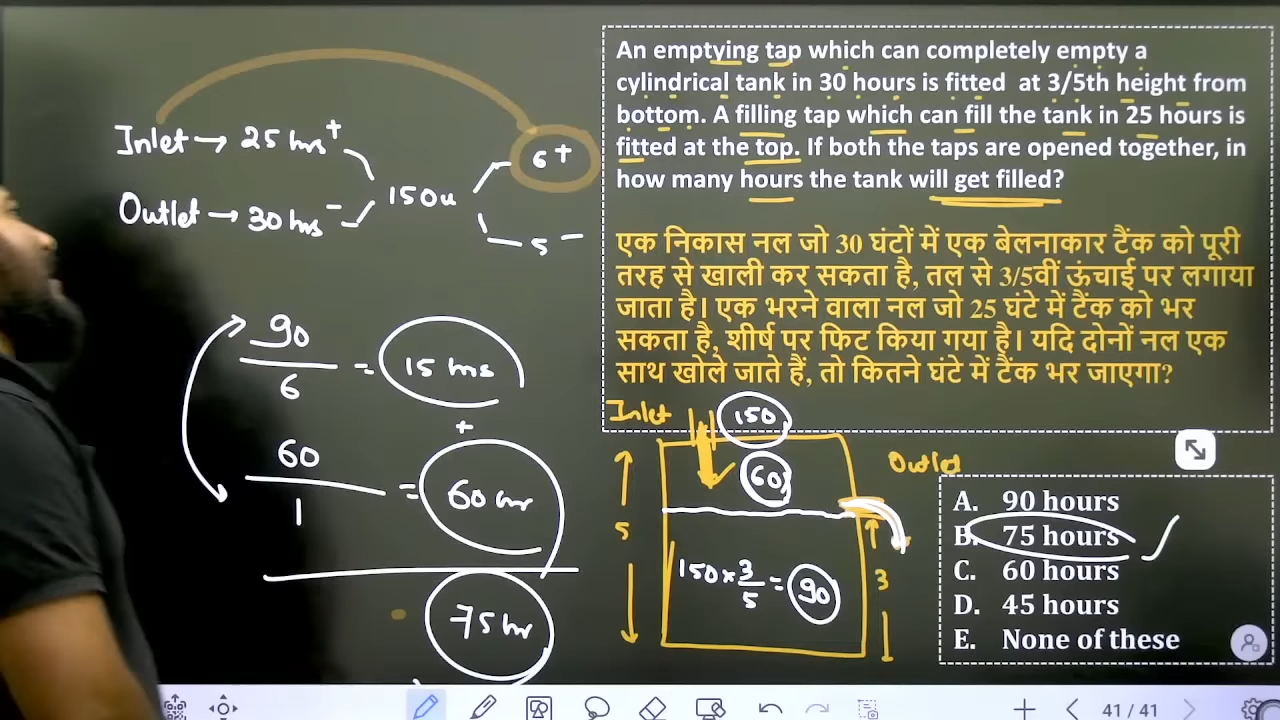 An emptying tap which can completely empty a
cylindrical tank in 30 hours is fitted at 3/5th height from
bottom. A filling tap which can fill the tank in 25 hours is
fitted at the top. If both the taps are opened together, in
how many hours the tank will get filled?
एक निकास नल जो 30 घंटों में एक बेलनाकार टैंक को पूरी
तरह से खाली कर सकता है, तल से 3/5वीं ऊंचाई पर लगाया
जाता है। एक भरने वाला नल जो 25 घंटे में टैंक को भर
सकता है, शीर्ष पर फिट किया गया है। यदि दोनों नल एक
साथ खोले जाते हैं, तो कितने घंटे में टैंक भर जाएगा?
Inlet → 25 hrs +
Outlet → 30 hrs -
150u
6 +
5 -
90/6 = 15 hrs
+
60/1 = 60 hr
75 hr
Inlet
150
60
Outlet
5
150 × 3/5 = 90
3
A. 90 hours
B. 75 hours
C. 60 hours
D. 45 hours
E. None of these
41 / 41